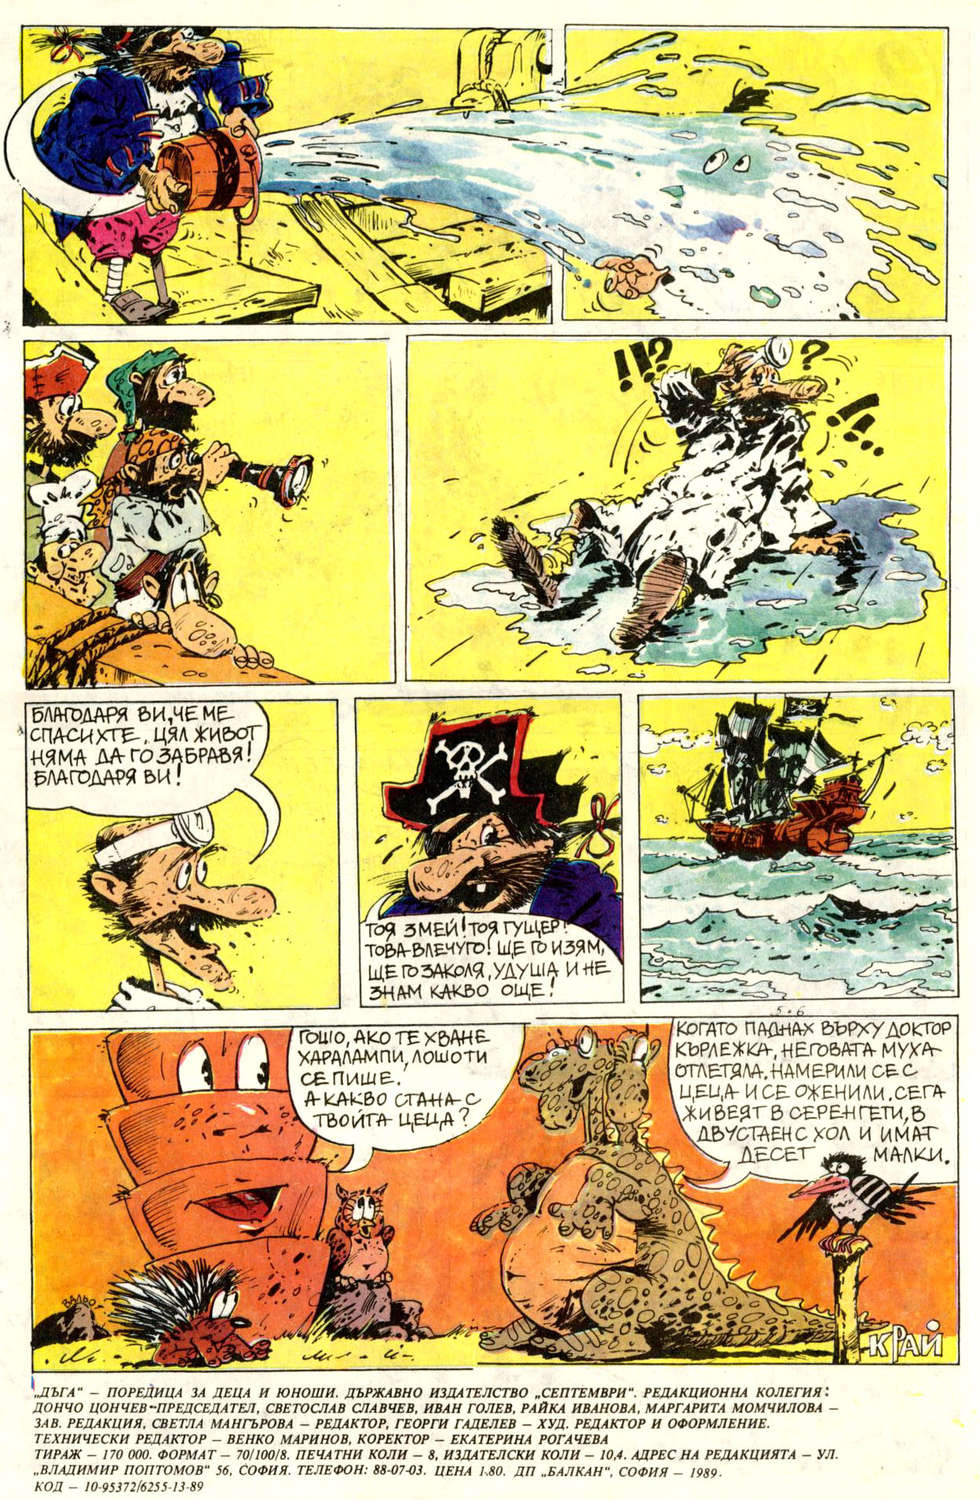 !!?
?
!!
!!
БЛАГОДАРЯ ВИ, ЧЕ МЕ
СПАСИХТЕ, ЦЯЛ ЖИВОТ
НЯМА ДА ГО ЗАБРАВЯ!
БЛАГОДАРЯ ВИ!
ТОЯ ЗМЕЙ! ТОЯ ГУЩЕР!
ТОВА ВЛЕЧУГО! ЩЕ ГО ИЗЯМ,
ЩЕ ГО ЗАКОЛЯ, УДУША И НЕ
ЗНАМ КАКВО ОЩЕ!
5-6
ГОШО, АКО ТЕ ХВАНЕ
ХАРАЛАМПИ, ЛОШО ТИ
СЕ ПИШЕ.
А КАКВО СТАНА С
ТВОЙТА ЦЕЦА?
КОГАТО ПАДНАХ ВЪРХУ ДОКТОР
КЪРЛЕЖКА, НЕГОВАТА МУХА
ОТЛЕТЯЛА, НАМЕРИЛИ СЕ С
ЦЕЦА И СЕ ОЖЕНИЛИ. СЕГА
ЖИВЕЯТ В СЕРЕНГЕТИ, В
ДВУСТАЕН С ХОЛ И ИМАТ
ДЕСЕТ МАЛКИ.
КРАЙ
„ДЪГА“ — ПОРЕДИЦА ЗА ДЕЦА И ЮНОШИ. ДЪРЖАВНО ИЗДАТЕЛСТВО „СЕПТЕМВРИ“. РЕДАКЦИОННА КОЛЕГИЯ:
ДОНЧО ЦОНЧЕВ-ПРЕДСЕДАТЕЛ, СВЕТОСЛАВ СЛАВЧЕВ, ИВАН ГОЛЕВ, РАЙКА ИВАНОВА, МАРГАРИТА МОМЧИЛОВА —
ЗАВ. РЕДАКЦИЯ, СВЕТЛА МАНГЪРОВА — РЕДАКТОР, ГЕОРГИ ГАДЕЛЕВ — ХУД. РЕДАКТОР И ОФОРМЛЕНИЕ.
ТЕХНИЧЕСКИ РЕДАКТОР — ВЕНКО МАРИНОВ, КОРЕКТОР — ЕКАТЕРИНА РОГАЧЕВА
ТИРАЖ — 170 000. ФОРМАТ — 70/100/8. ПЕЧАТНИ КОЛИ — 8, ИЗДАТЕЛСКИ КОЛИ — 10,4. АДРЕС НА РЕДАКЦИЯТА — УЛ.
„ВЛАДИМИР ПОПТОМОВ“ 56, СОФИЯ. ТЕЛЕФОН: 88-07-03. ЦЕНА 1.80. ДП „БАЛКАН“, СОФИЯ — 1989.
КОД — 10-95372/6255-13-89